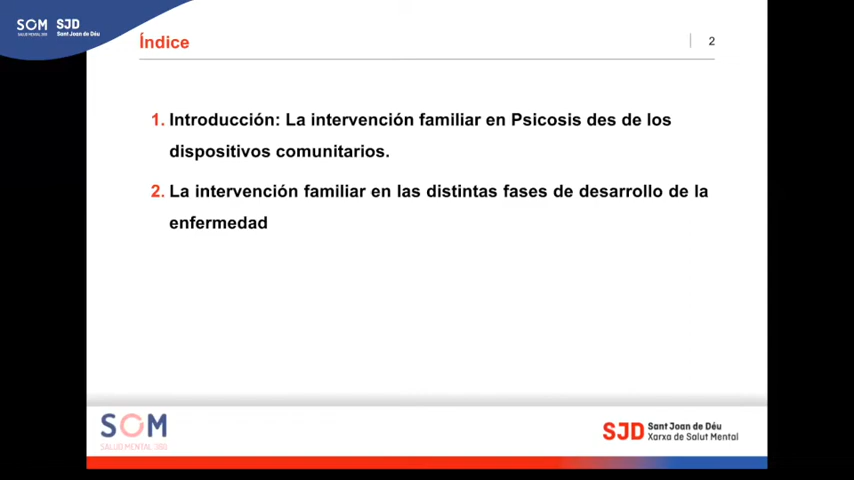 SOM
SALUD MENTAL 360
SJD
Sant Joan de Déu
Índice
2
1. Introducción: La intervención familiar en Psicosis des de los
dispositivos comunitarios.
2. La intervención familiar en las distintas fases de desarrollo de la
enfermedad
SOM
SALUD MENTAL 360
SJD
Sant Joan de Déu
Xarxa de Salut Mental